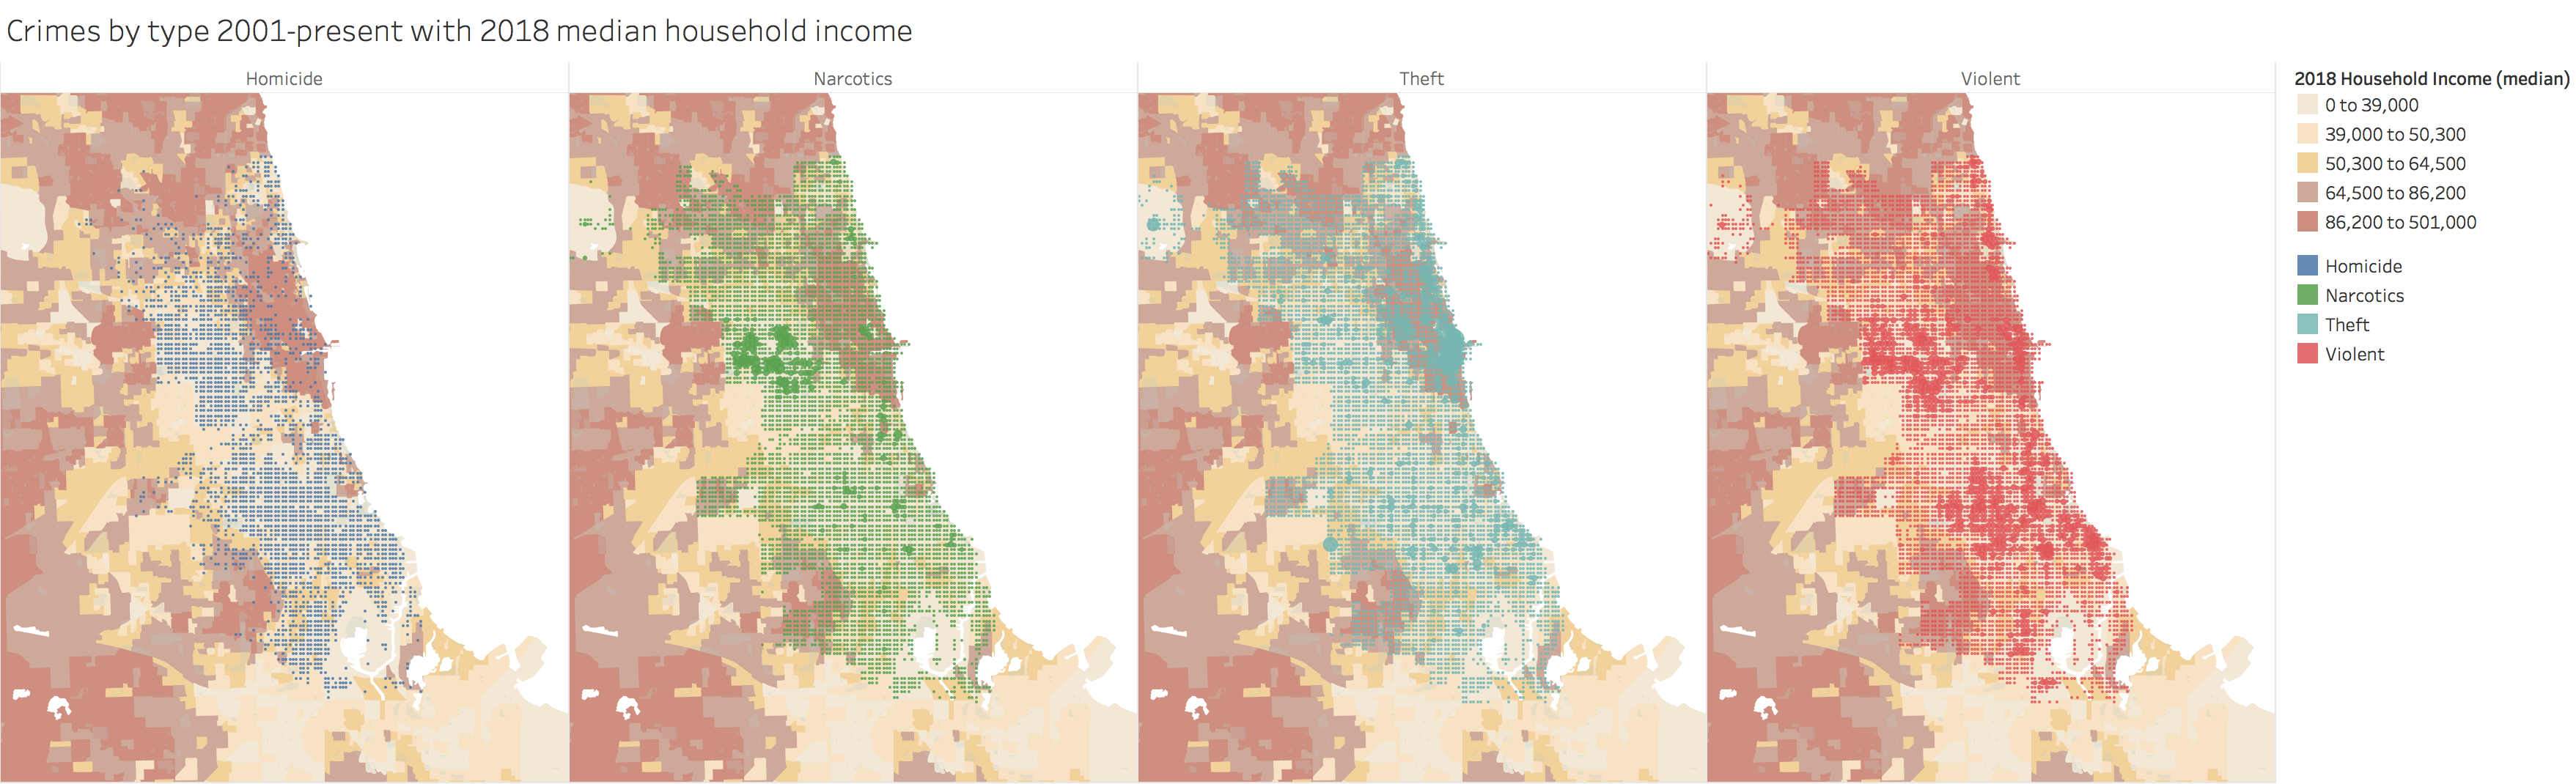 Crimes by type 2001-present with 2018 median household income
Homicide
Narcotics
Theft
Violent
2018 Household Income (median)
0 to 39,000
39,000 to 50,300
50,300 to 64,500
64,500 to 86,200
86,200 to 501,000
Homicide
Narcotics
Theft
Violent